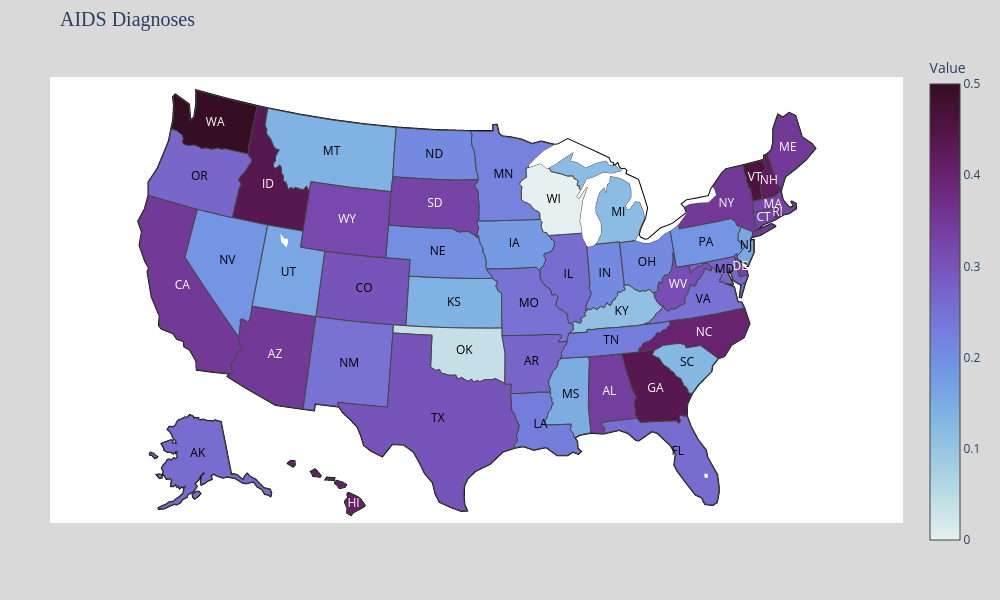 AIDS Diagnoses
Value
0.5
0.4
0.3
0.2
0.1
0
WA
MT
ND
MN
ME
OR
ID
WY
SD
WI
MI
VT
NH
NY
MA
CT
RI
NV
UT
NE
IA
PA
NJ
CA
CO
KS
MO
IL
IN
OH
WV
MD
DE
VA
KY
AZ
NM
OK
AR
TN
NC
SC
TX
LA
MS
AL
GA
FL
AK
HI